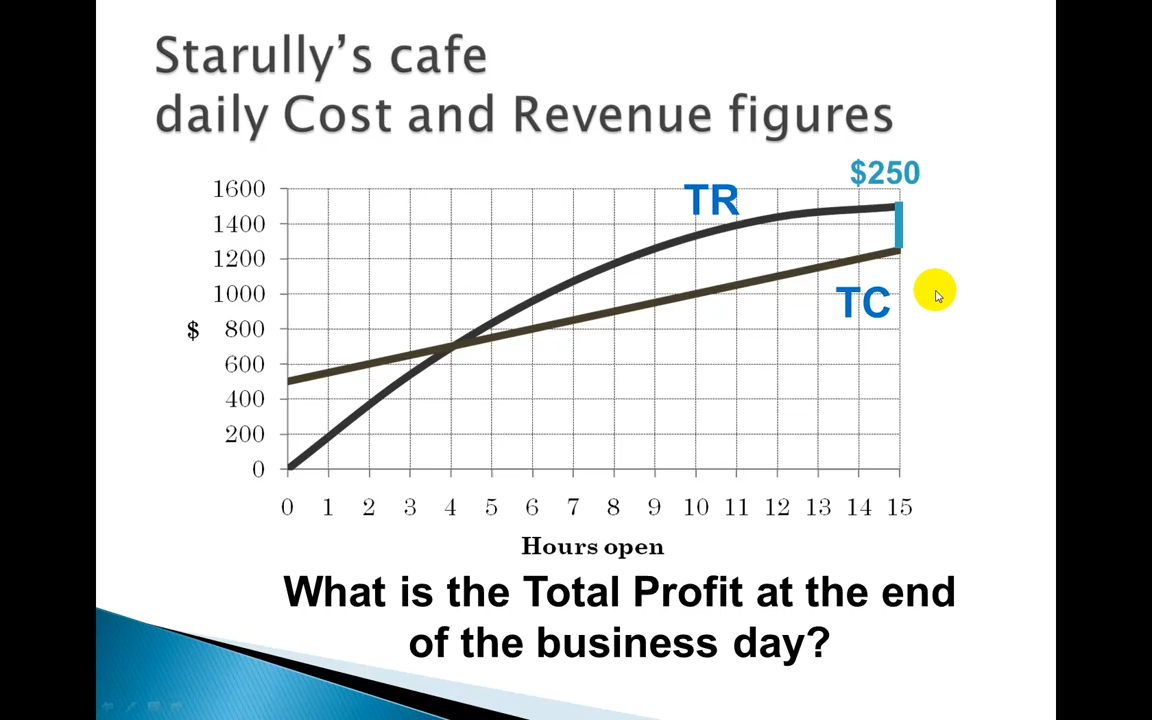 Starully's cafe
daily Cost and Revenue figures
$250
TR
TC
1600
1400
1200
1000
$ 800
600
400
200
0
0 1 2 3 4 5 6 7 8 9 10 11 12 13 14 15
Hours open
What is the Total Profit at the end
of the business day?